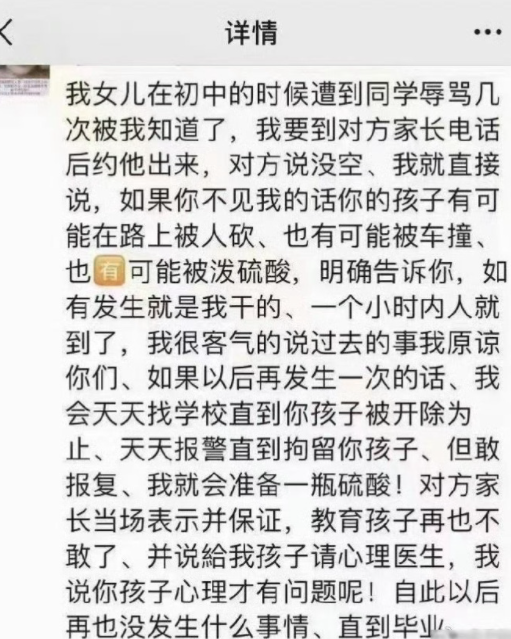 详情
我女儿在初中的时候遭到同学辱骂几
次被我知道了，我要到对方家长电话
后约他出来，对方说没空、我就直接
说，如果你不见我的话你的孩子有可
能在路上被人砍、也有可能被车撞、
也有可能被泼硫酸，明确告诉你，如
有发生就是我干的、一个小时内人就
到了，我很客气的说过去的事我原谅
你们、如果以后再发生一次的话、我
会天天找学校直到你孩子被开除为
止、天天报警直到拘留你孩子、但敢
报复、我就会准备一瓶硫酸！对方家
长当场表示并保证，教育孩子再也不
敢了、并说給我孩子请心理医生，我
说你孩子心理才有问题呢！自此以后
再也没发生什么事情、直到毕业